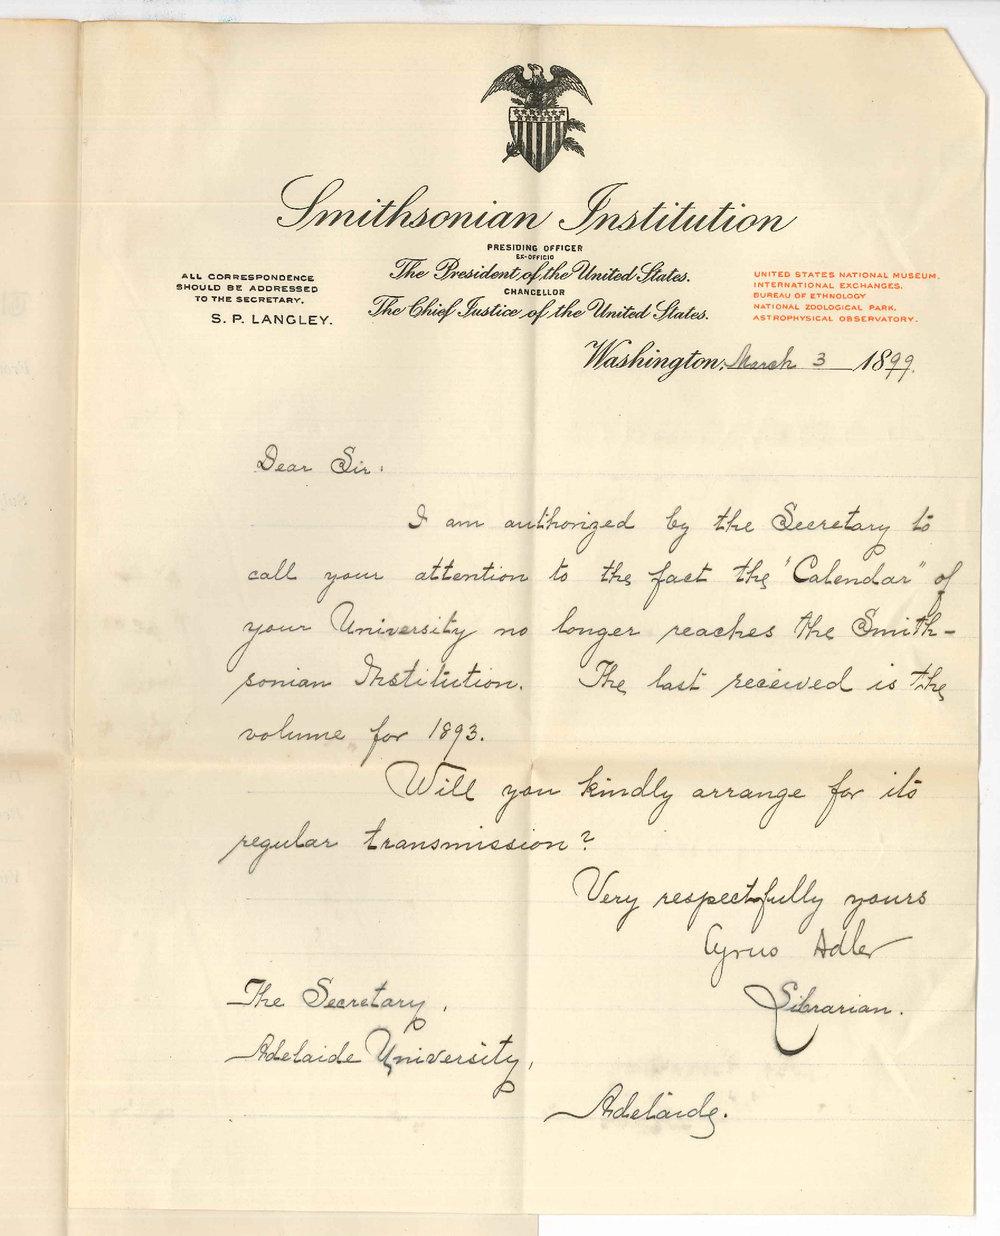 Smithsonian Institution
PRESIDING OFFICER
EX-OFFICIO
The President of the United States.
CHANCELLOR
The Chief Justice of the United States.
ALL CORRESPONDENCE
SHOULD BE ADDRESSED
TO THE SECRETARY.
S. P. LANGLEY.
UNITED STATES NATIONAL MUSEUM.
INTERNATIONAL EXCHANGES.
BUREAU OF ETHNOLOGY
NATIONAL ZOOLOGICAL PARK.
ASTROPHYSICAL OBSERVATORY.
Washington, March 3 1899.
Dear Sir:
I am authorized by the Secretary to
call your attention to the fact the "Calendar" of
your University no longer reaches the Smith-
sonian Institution. The last received is the
volume for 1893.
Will you kindly arrange for its
regular transmission?
Very respectfully yours
Cyrus Adler
Librarian.
The Secretary,
Adelaide University,
Adelaide.